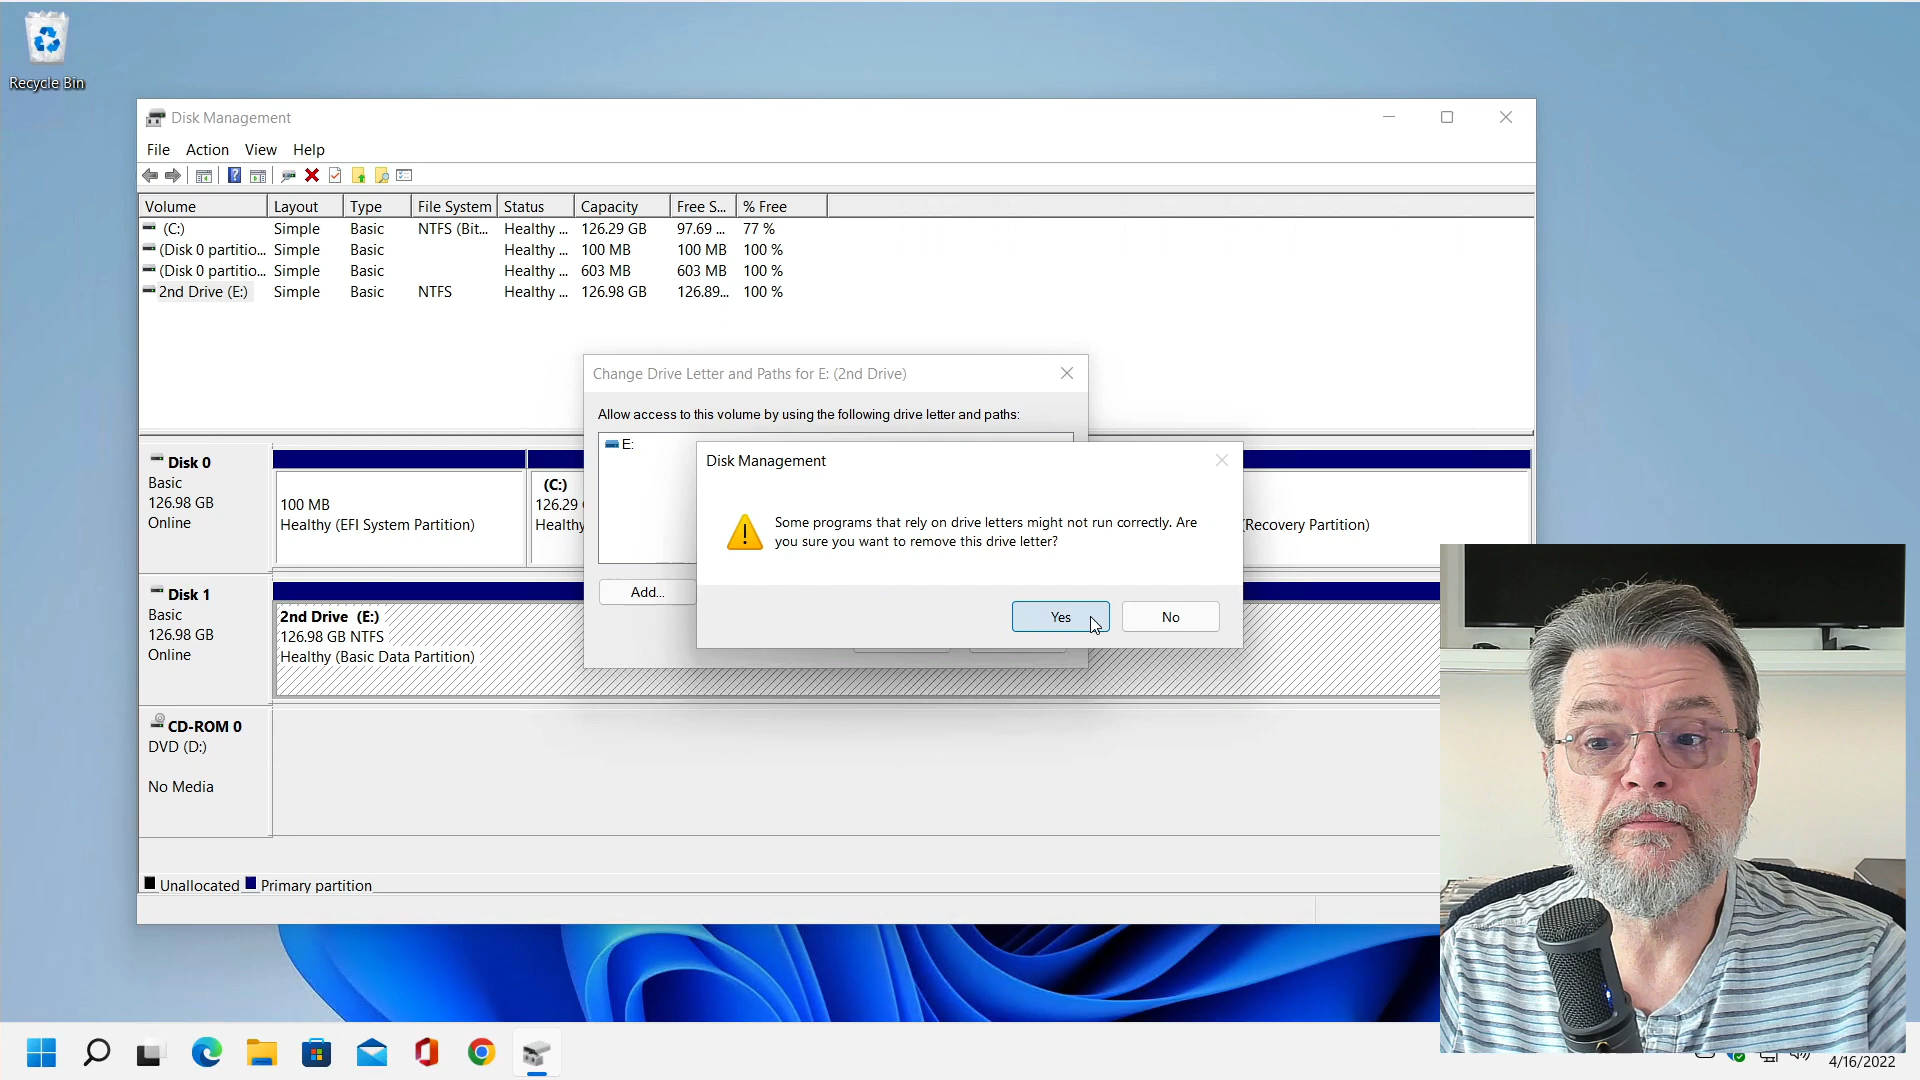 Recycle Bin
Disk Management
File Action View Help
Volume Layout Type File System Status Capacity Free S... % Free
(C:) Simple Basic NTFS (Bit... Healthy ... 126.29 GB 97.69 ... 77 %
(Disk 0 partitio... Simple Basic Healthy ... 100 MB 100 MB 100 %
(Disk 0 partitio... Simple Basic Healthy ... 603 MB 603 MB 100 %
2nd Drive (E:) Simple Basic NTFS Healthy ... 126.98 GB 126.89... 100 %
Change Drive Letter and Paths for E: (2nd Drive)
Allow access to this volume by using the following drive letter and paths:
E:
Add...
Disk Management
Some programs that rely on drive letters might not run correctly. Are
you sure you want to remove this drive letter?
Yes No
Disk 0
Basic
126.98 GB
Online
100 MB
Healthy (EFI System Partition)
(C:)
126.29
Healthy
(Recovery Partition)
Disk 1
Basic
126.98 GB
Online
2nd Drive (E:)
126.98 GB NTFS
Healthy (Basic Data Partition)
CD-ROM 0
DVD (D:)
No Media
Unallocated Primary partition
4/16/2022